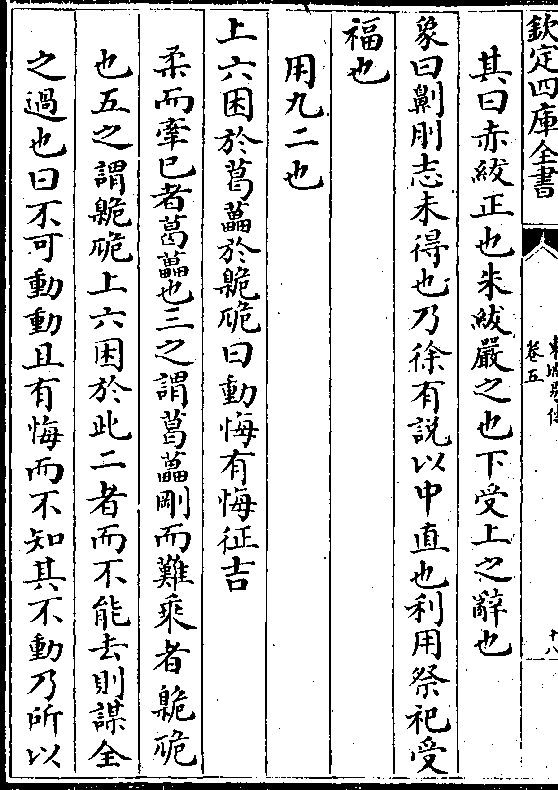 欽定四庫全書
卷五
十八
其曰赤紱正也朱紱嚴之也下受上之辭也
象曰劓刖志未得也乃徐有説以中直也利用祭祀受
福也
用九二也
上六困於葛藟於臲卼曰動悔有悔征吉
柔而牽巳者葛藟也三之謂葛藟剛而難乘者臲卼
也五之謂臲卼上六困於此二者而不能去則謀全
之過也曰不可動動且有悔而不知其不動乃所以